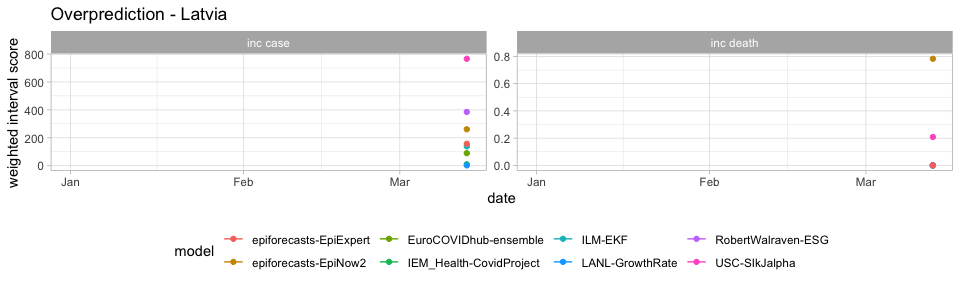 Overprediction - Latvia
inc case
inc death
weighted interval score
800
600
400
200
0
0.8
0.6
0.4
0.2
0.0
Jan
Feb
Mar
Jan
Feb
Mar
date
model
epiforecasts-EpiExpert
EuroCOVIDhub-ensemble
ILM-EKF
RobertWalraven-ESG
epiforecasts-EpiNow2
IEM_Health-CovidProject
LANL-GrowthRate
USC-SIkJalpha